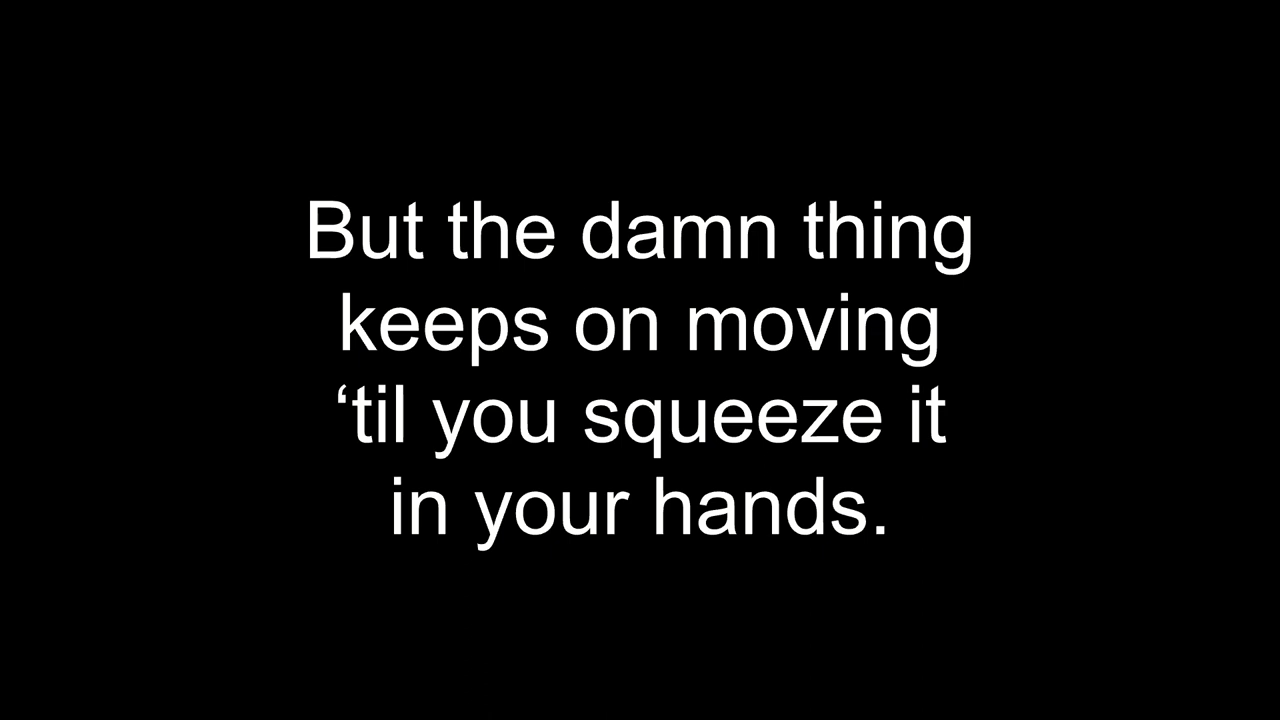 But the damn thing
keeps on moving
‘til you squeeze it
in your hands.